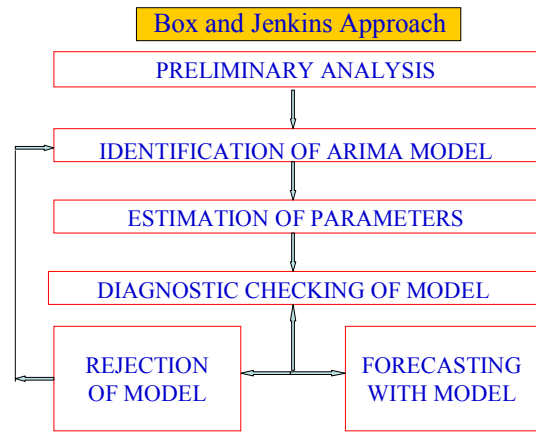 Box and Jenkins Approach
PRELIMINARY ANALYSIS
IDENTIFICATION OF ARIMA MODEL
ESTIMATION OF PARAMETERS
DIAGNOSTIC CHECKING OF MODEL
REJECTION
OF MODEL
FORECASTING
WITH MODEL